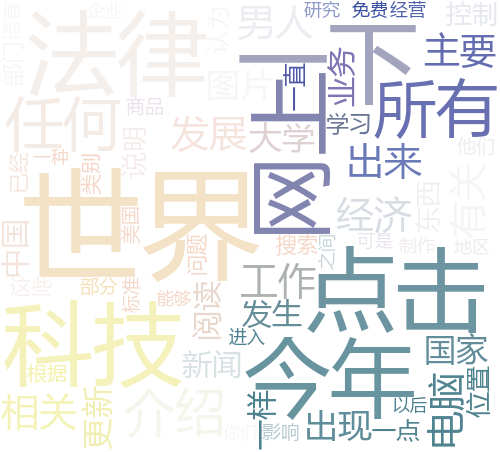 企业
研究
免费
经营
控制
法律
男人
认为
部门
下
主要
图片
网上
业务
一直
所有
任何
商品
发展
大学
学习
说明
他们
出来
已经
一种
类别
世界
有关
东西
经济
中国
美国
问题
搜索
之间
可是
制作
地区
这些
部分
标准
能够
阅读
工作
点击
发生
科技
进入
今年
国家
新闻
根据
电脑
位置
相关
更新
介绍
一样
以后
出现
一点
你们
影响